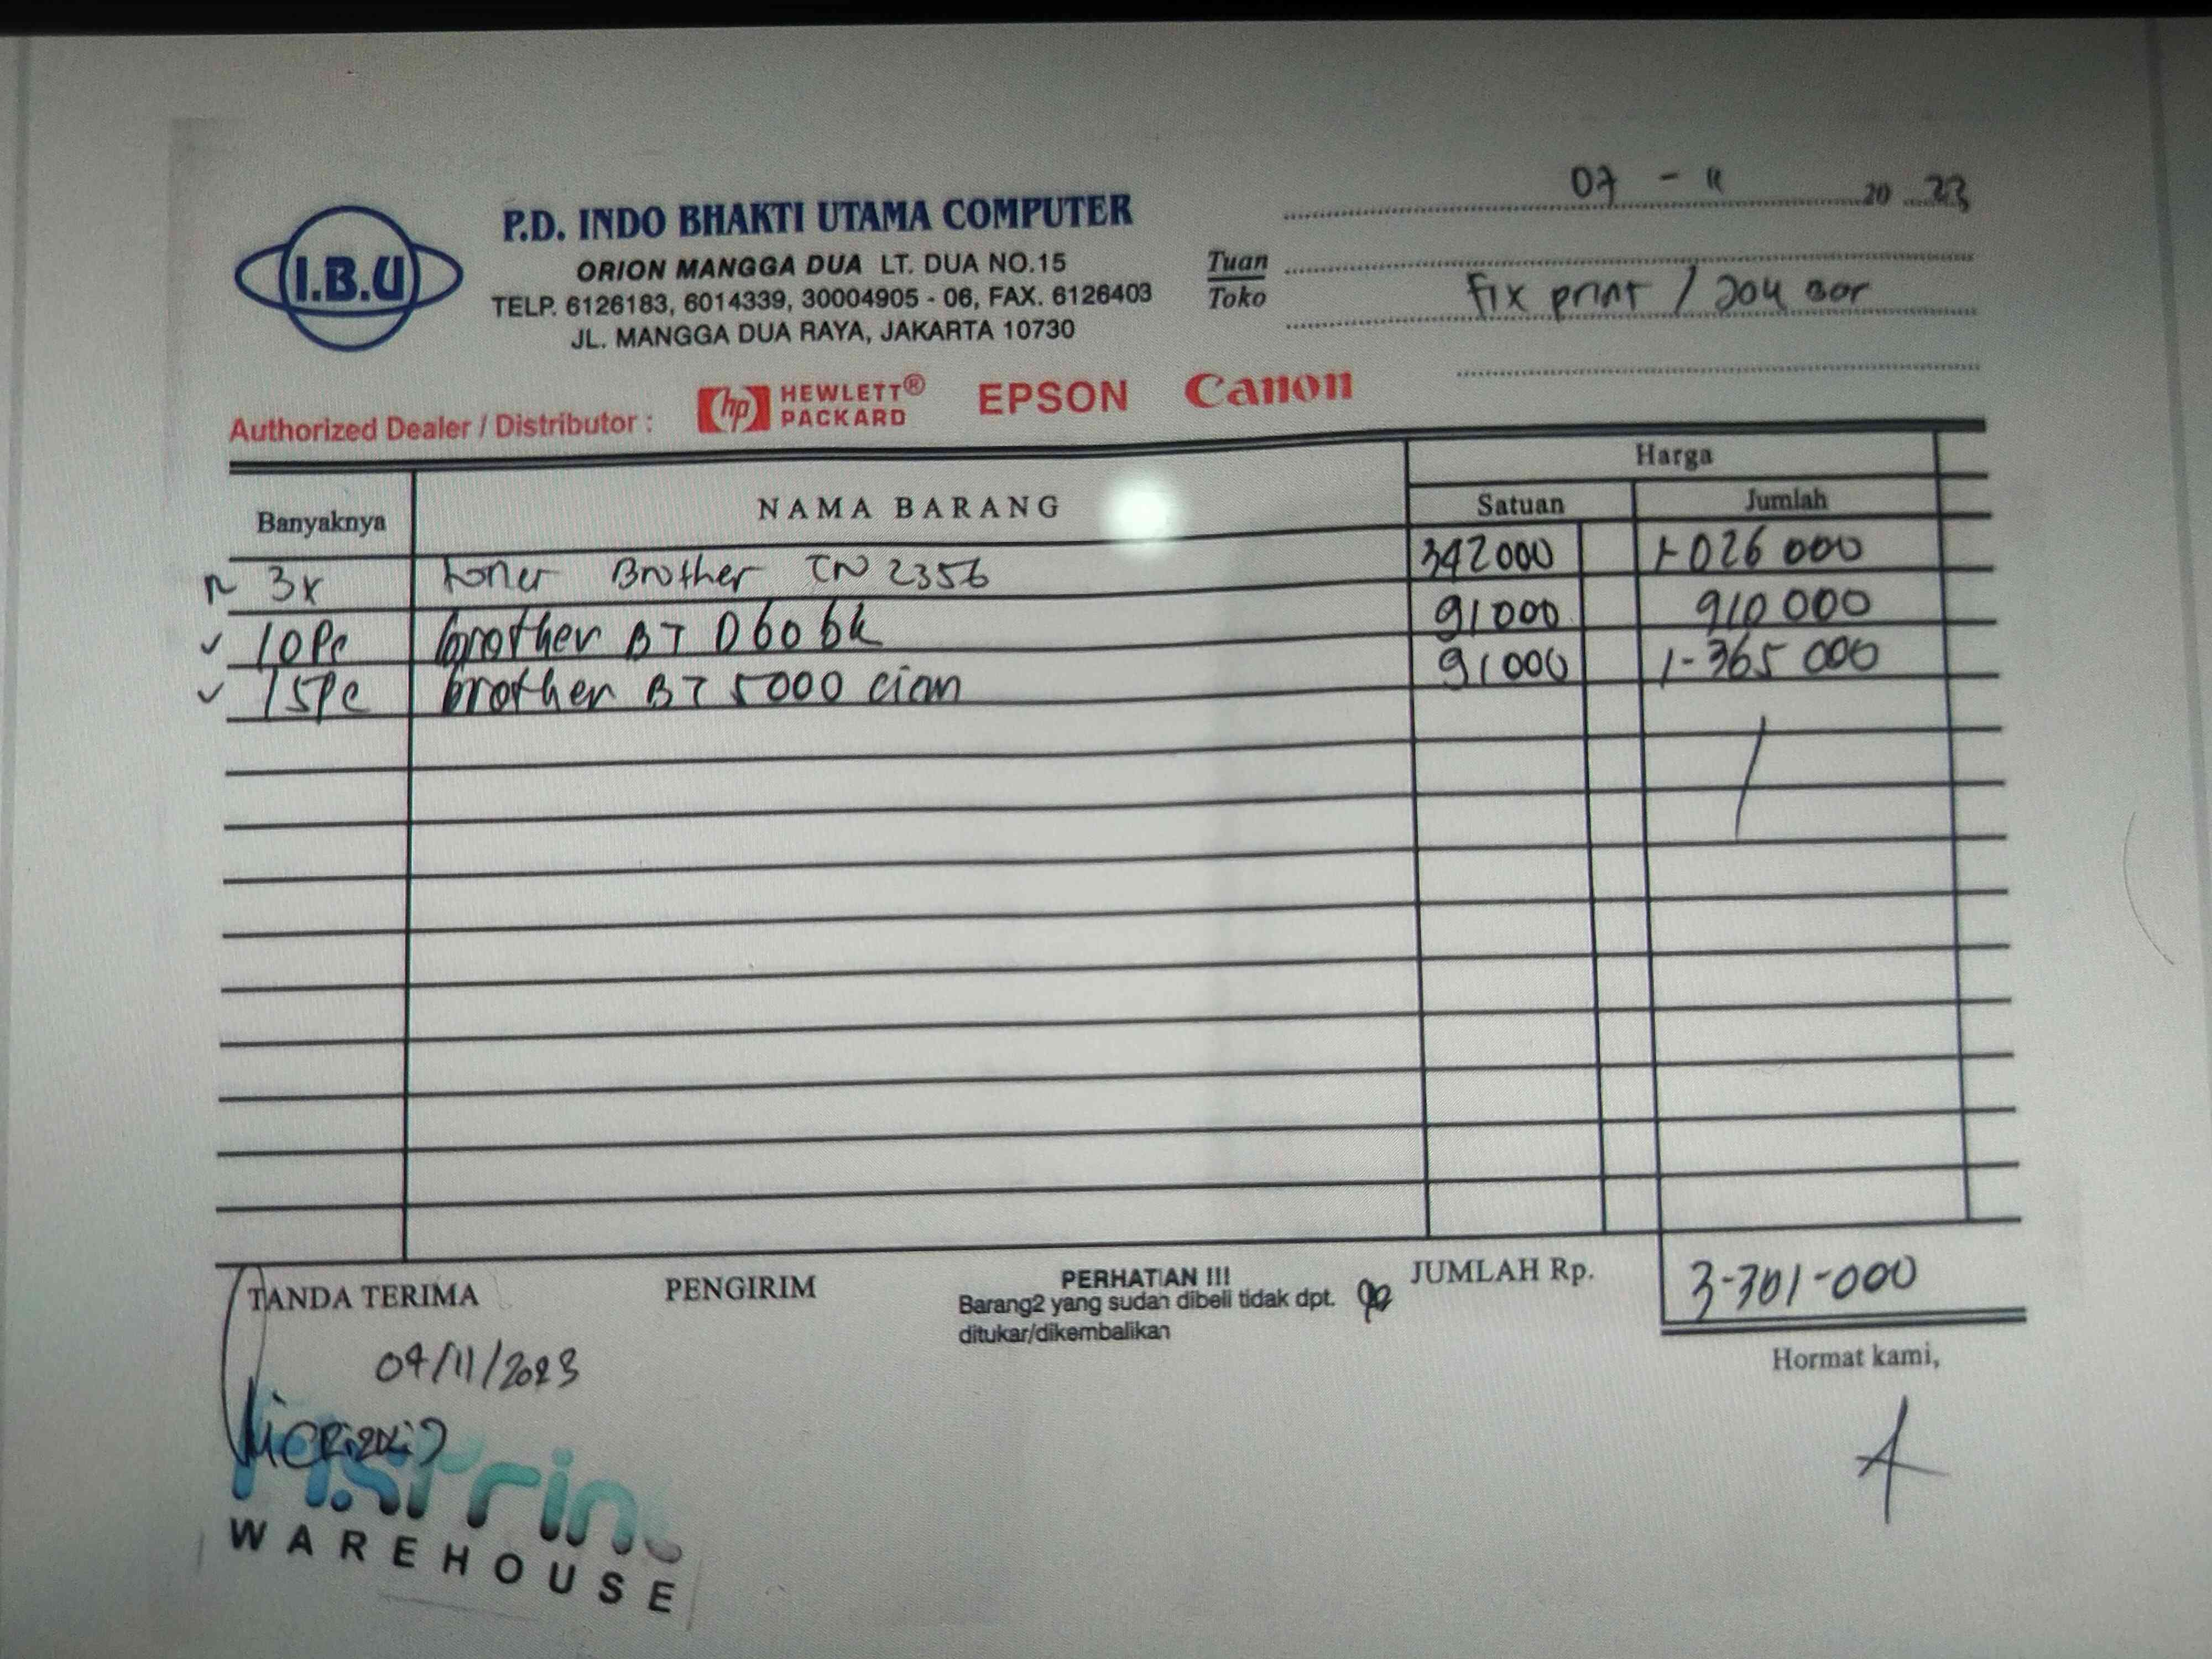 07 - 11 20 23
I.B.U
P.D. INDO BHAKTI UTAMA COMPUTER
ORION MANGGA DUA LT. DUA NO.15
TELP. 6126183, 6014339, 30004905 - 06, FAX. 6126403
JL. MANGGA DUA RAYA, JAKARTA 10730
Tuan
Toko
Fix print /
Authorized Dealer / Distributor : hp HEWLETT® PACKARD EPSON Canon
Banyaknya NAMA BARANG Harga
Satuan Jumlah
3x toner Brother TN 2356 342000 1-026 000
10Pc brother BT D60 bk 91000 910 000
15Pc brother BT 5000 cian 91000 1-365 000
TANDA TERIMA PENGIRIM PERHATIAN !!! JUMLAH Rp. 3-301-000
Barang2 yang sudah dibeli tidak dpt.
ditukar/dikembalikan
Hormat kami,
07/11/2023
WAREHOUSE